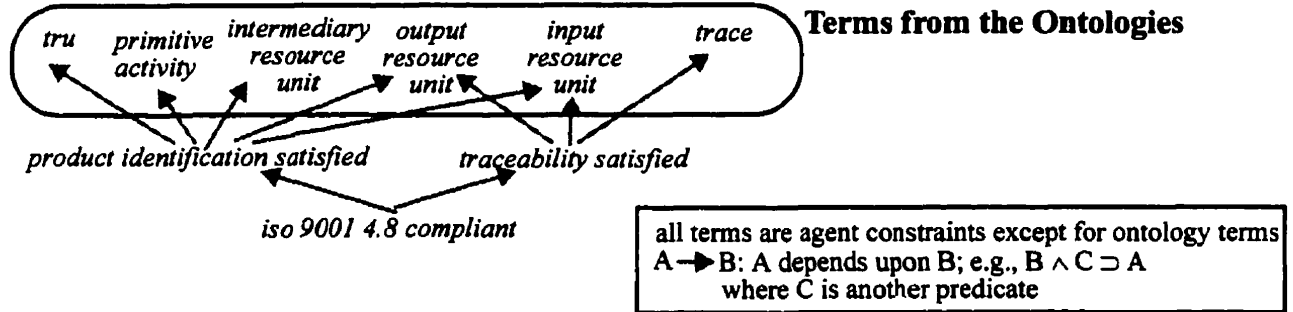 Terms from the Ontologies
tru
primitive
activity
intermediary
resource
unit
output
resource
unit
input
resource
unit
trace
product identification satisfied
traceability satisfied
iso 9001 4.8 compliant
all terms are agent constraints except for ontology terms
A → B: A depends upon B; e.g., B ∧ C ⊃ A
where C is another predicate